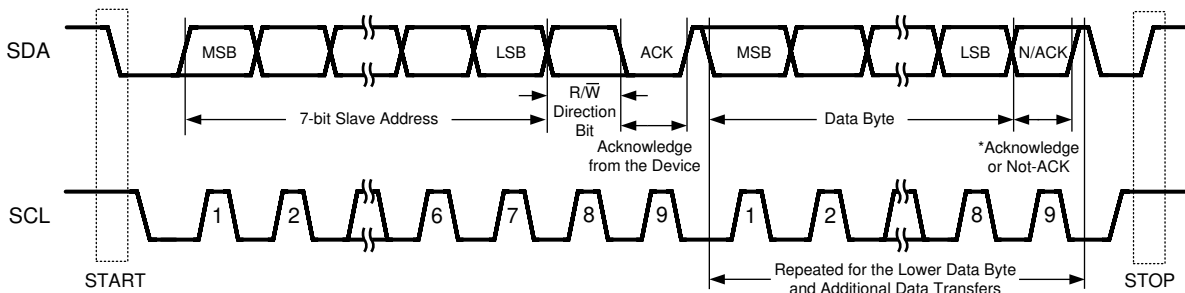 SDA
MSB LSB ACK MSB LSB N/ACK
R/W̅
Direction
Bit
7-bit Slave Address
Data Byte
Acknowledge
from the Device
*Acknowledge
or Not-ACK
SCL
1 2 6 7 8 9 1 2 8 9
START
Repeated for the Lower Data Byte
and Additional Data Transfers
STOP